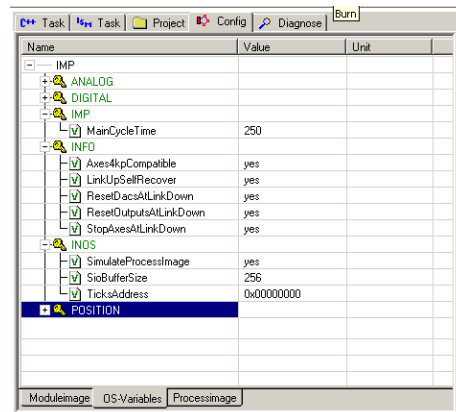 Burn
C++ Task ISM Task Project Config Diagnose
Name Value Unit
IMP
ANALOG
DIGITAL
IMP
MainCycleTime 250
INFO
Axes4kpCompatible yes
LinkUpSelfRecover yes
ResetDacsAtLinkDown yes
ResetOutputsAtLinkDown yes
StopAxesAtLinkDown yes
INOS
SimulateProcessImage yes
SioBufferSize 256
TicksAddress 0x00000000
POSITION
Moduleimage OS-Variables Processimage